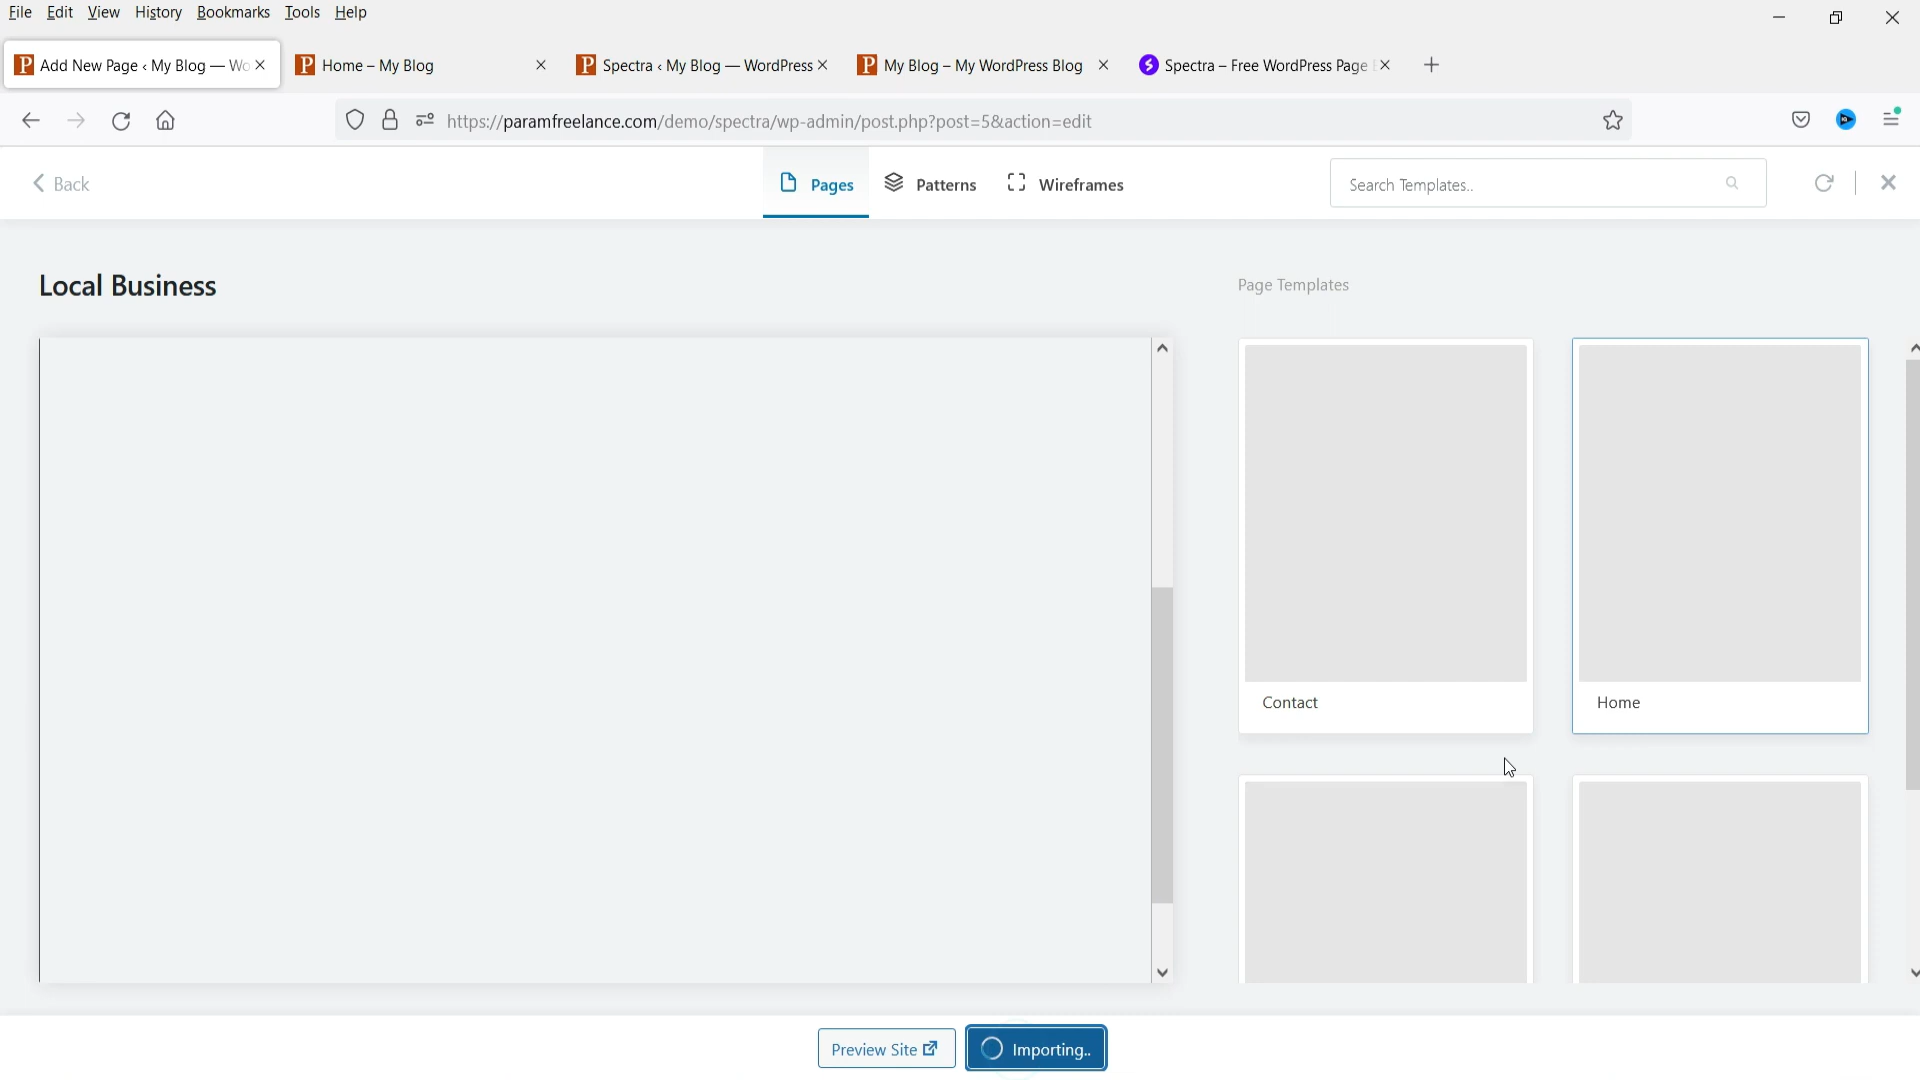 File Edit View History Bookmarks Tools Help
Add New Page ‹ My Blog — Wo
Home – My Blog
Spectra ‹ My Blog — WordPress
My Blog – My WordPress Blog
Spectra – Free WordPress Page
https://paramfreelance.com/demo/spectra/wp-admin/post.php?post=5&action=edit
Back
Pages
Patterns
Wireframes
Search Templates..
Local Business
Page Templates
Contact
Home
Preview Site
Importing..